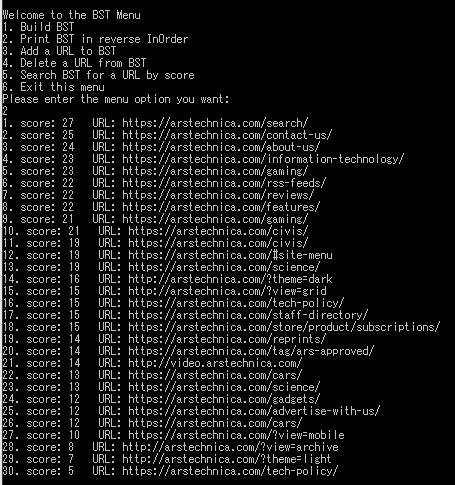 Welcome to the BST Menu
1. Build BST
2. Print BST in reverse InOrder
3. Add a URL to BST
4. Delete a URL from BST
5. Search BST for a URL by score
6. Exit this menu
Please enter the menu option you want:
2
1. score: 27 URL: https://arstechnica.com/search/
2. score: 25 URL: https://arstechnica.com/contact-us/
3. score: 24 URL: https://arstechnica.com/about-us/
4. score: 23 URL: https://arstechnica.com/information-technology/
5. score: 23 URL: https://arstechnica.com/gaming/
6. score: 22 URL: https://arstechnica.com/rss-feeds/
7. score: 22 URL: https://arstechnica.com/reviews/
8. score: 22 URL: https://arstechnica.com/features/
9. score: 21 URL: https://arstechnica.com/gaming/
10. score: 21 URL: https://arstechnica.com/civis/
11. score: 19 URL: https://arstechnica.com/civis/
12. score: 19 URL: https://arstechnica.com/#site-menu
13. score: 19 URL: https://arstechnica.com/science/
14. score: 16 URL: http://arstechnica.com/?theme=dark
15. score: 15 URL: http://arstechnica.com/?view=grid
16. score: 15 URL: https://arstechnica.com/tech-policy/
17. score: 15 URL: https://arstechnica.com/staff-directory/
18. score: 15 URL: https://arstechnica.com/store/product/subscriptions/
19. score: 14 URL: https://arstechnica.com/reprints/
20. score: 14 URL: https://arstechnica.com/tag/ars-approved/
21. score: 14 URL: http://video.arstechnica.com/
22. score: 13 URL: https://arstechnica.com/cars/
23. score: 13 URL: https://arstechnica.com/science/
24. score: 12 URL: https://arstechnica.com/gadgets/
25. score: 12 URL: https://arstechnica.com/advertise-with-us/
26. score: 12 URL: https://arstechnica.com/cars/
27. score: 10 URL: http://arstechnica.com/?view=mobile
28. score: 8 URL: http://arstechnica.com/?view=archive
29. score: 7 URL: http://arstechnica.com/?theme=light
30. score: 5 URL: https://arstechnica.com/tech-policy/